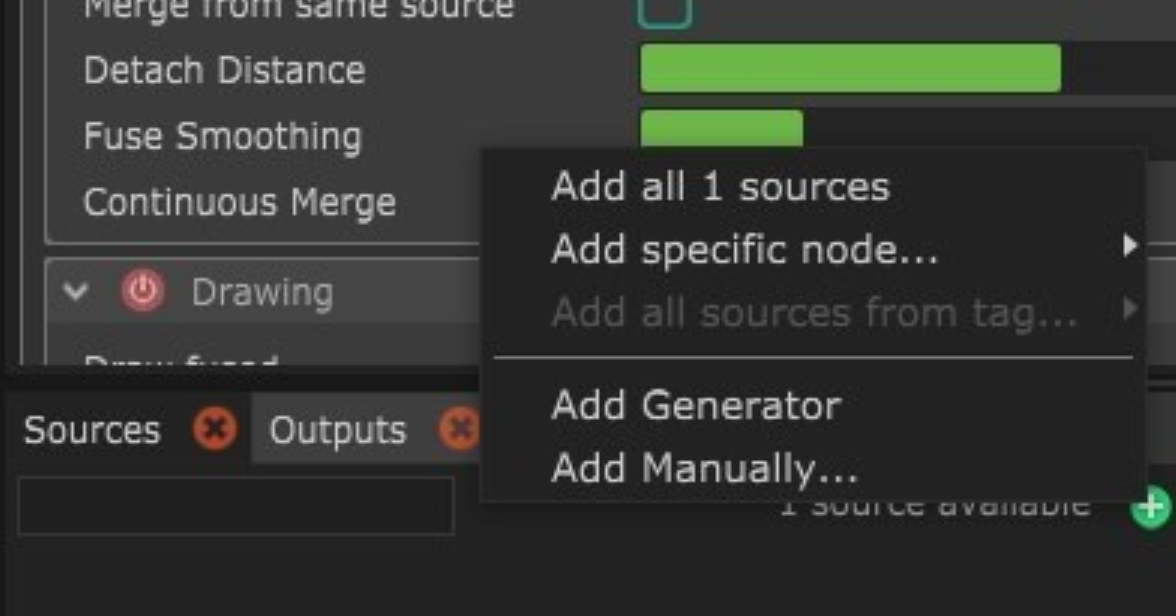 Merge from same source
Detach Distance
Fuse Smoothing
Continuous Merge
Add all 1 sources
Add specific node...
Add all sources from tag...
Add Generator
Add Manually...
Drawing
Draw fused
Sources
Outputs
1 source available